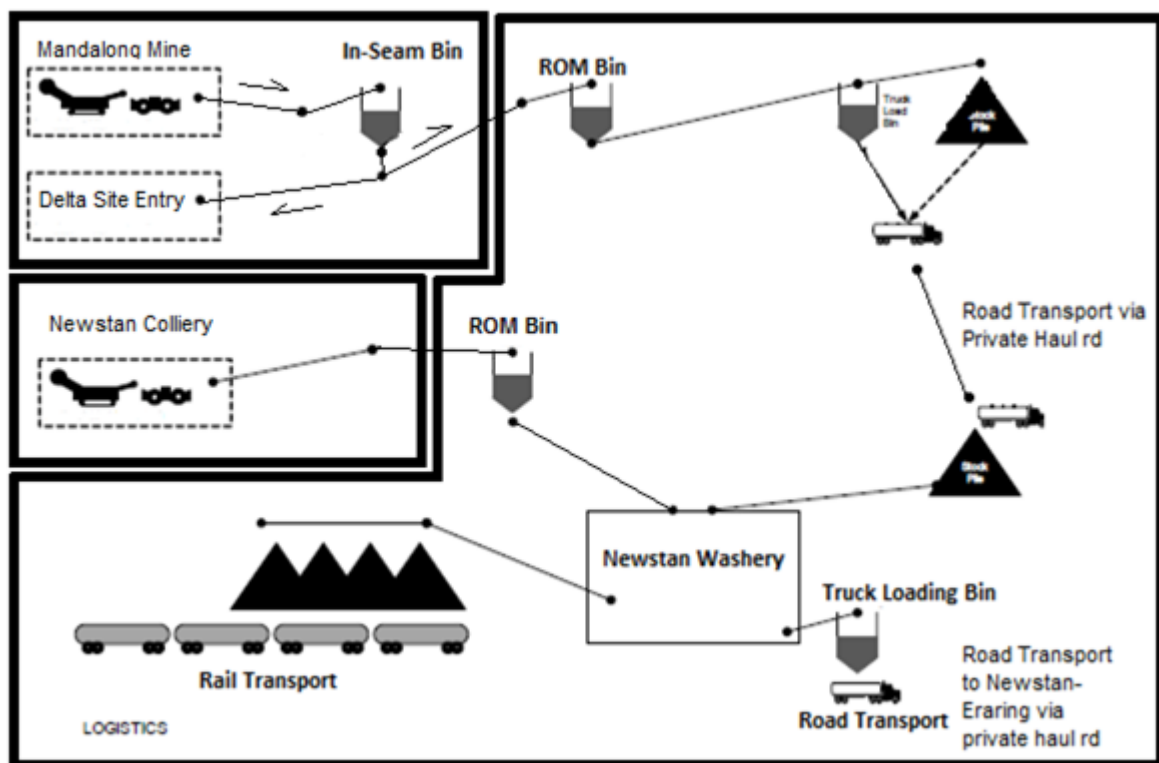 Mandalong Mine
In-Seam Bin
ROM Bin
Truck
Load
Bin
Stock
Pile
Delta Site Entry
Newstan Colliery
ROM Bin
Road Transport via
Private Haul rd
Stock
Pile
Newstan Washery
Truck Loading Bin
Rail Transport
Road Transport
to Newstan-
Eraring via
private haul rd
Road Transport
LOGISTICS